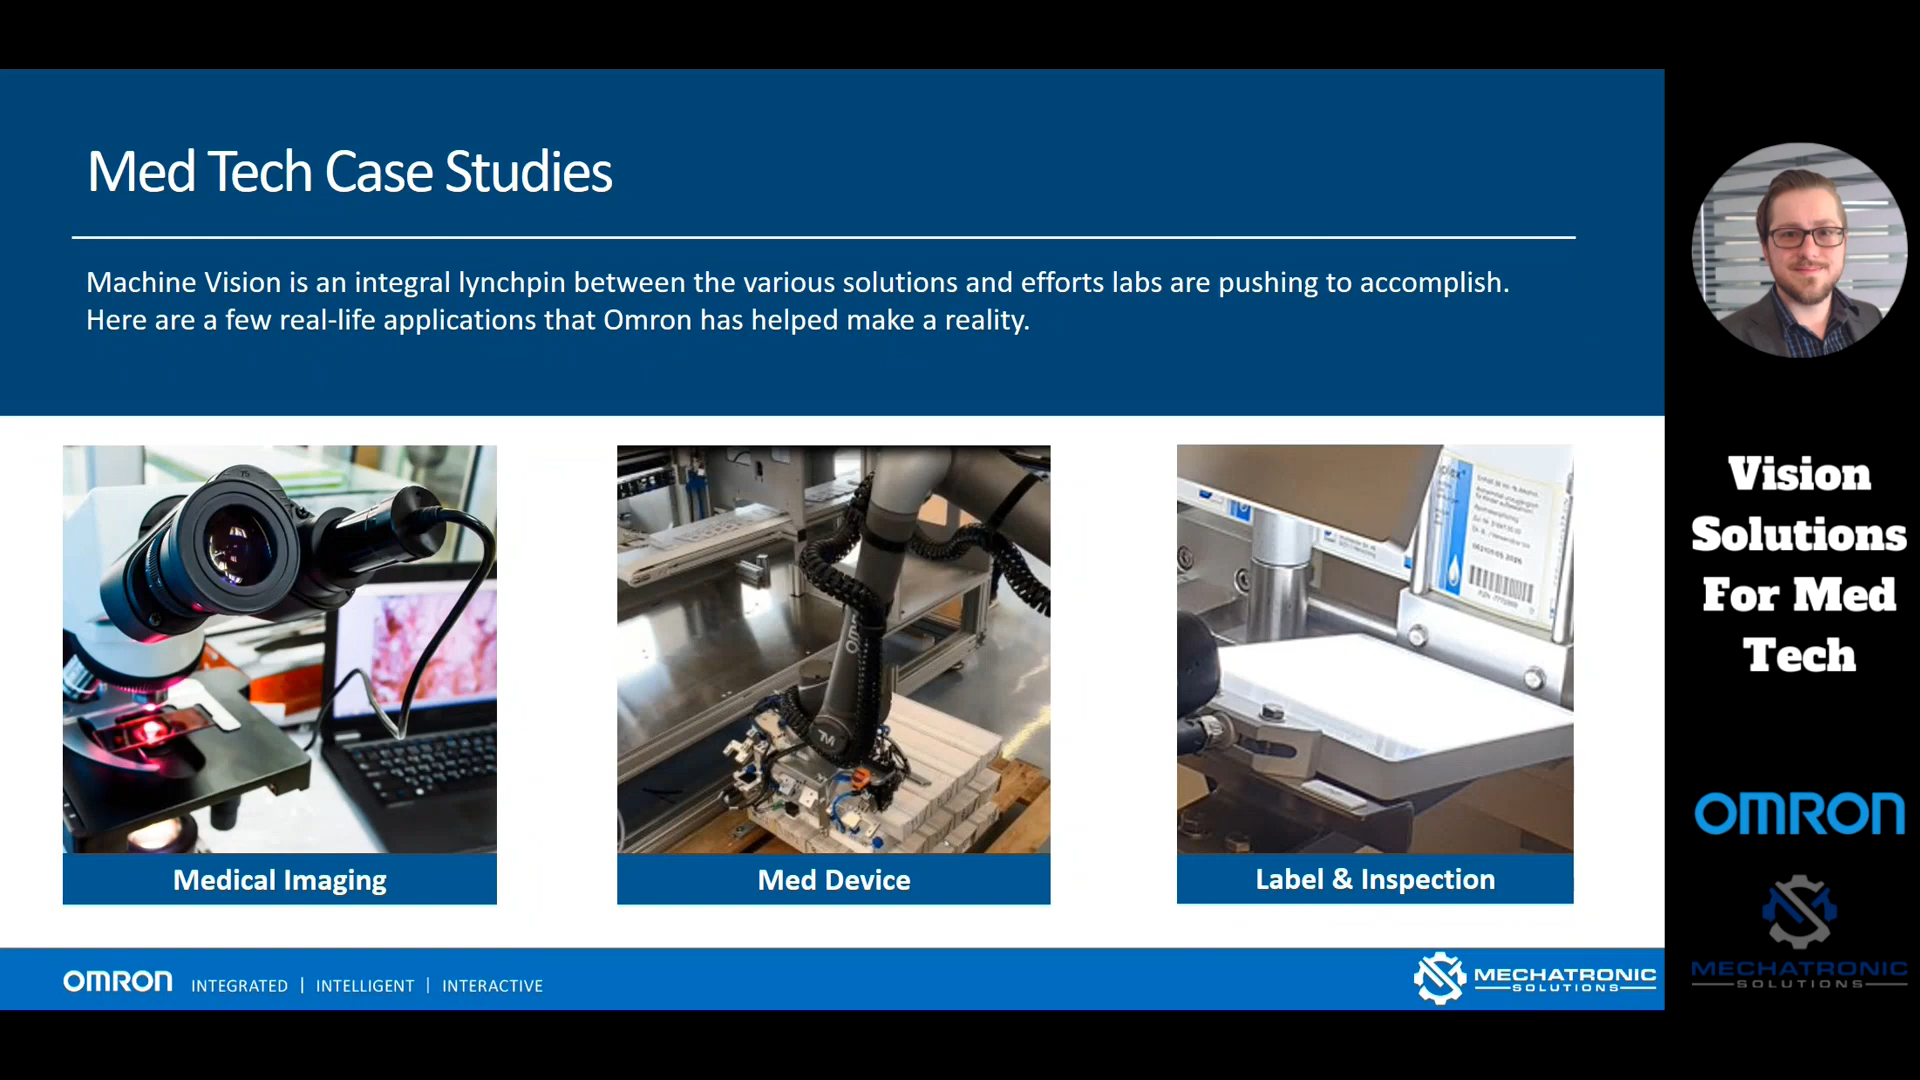 Med Tech Case Studies
Machine Vision is an integral lynchpin between the various solutions and efforts labs are pushing to accomplish.
Here are a few real-life applications that Omron has helped make a reality.
Medical Imaging
Med Device
Label & Inspection
OMRON INTEGRATED | INTELLIGENT | INTERACTIVE
MECHATRONIC
SOLUTIONS
Vision
Solutions
For Med
Tech
OMRON
MECHATRONIC
SOLUTIONS